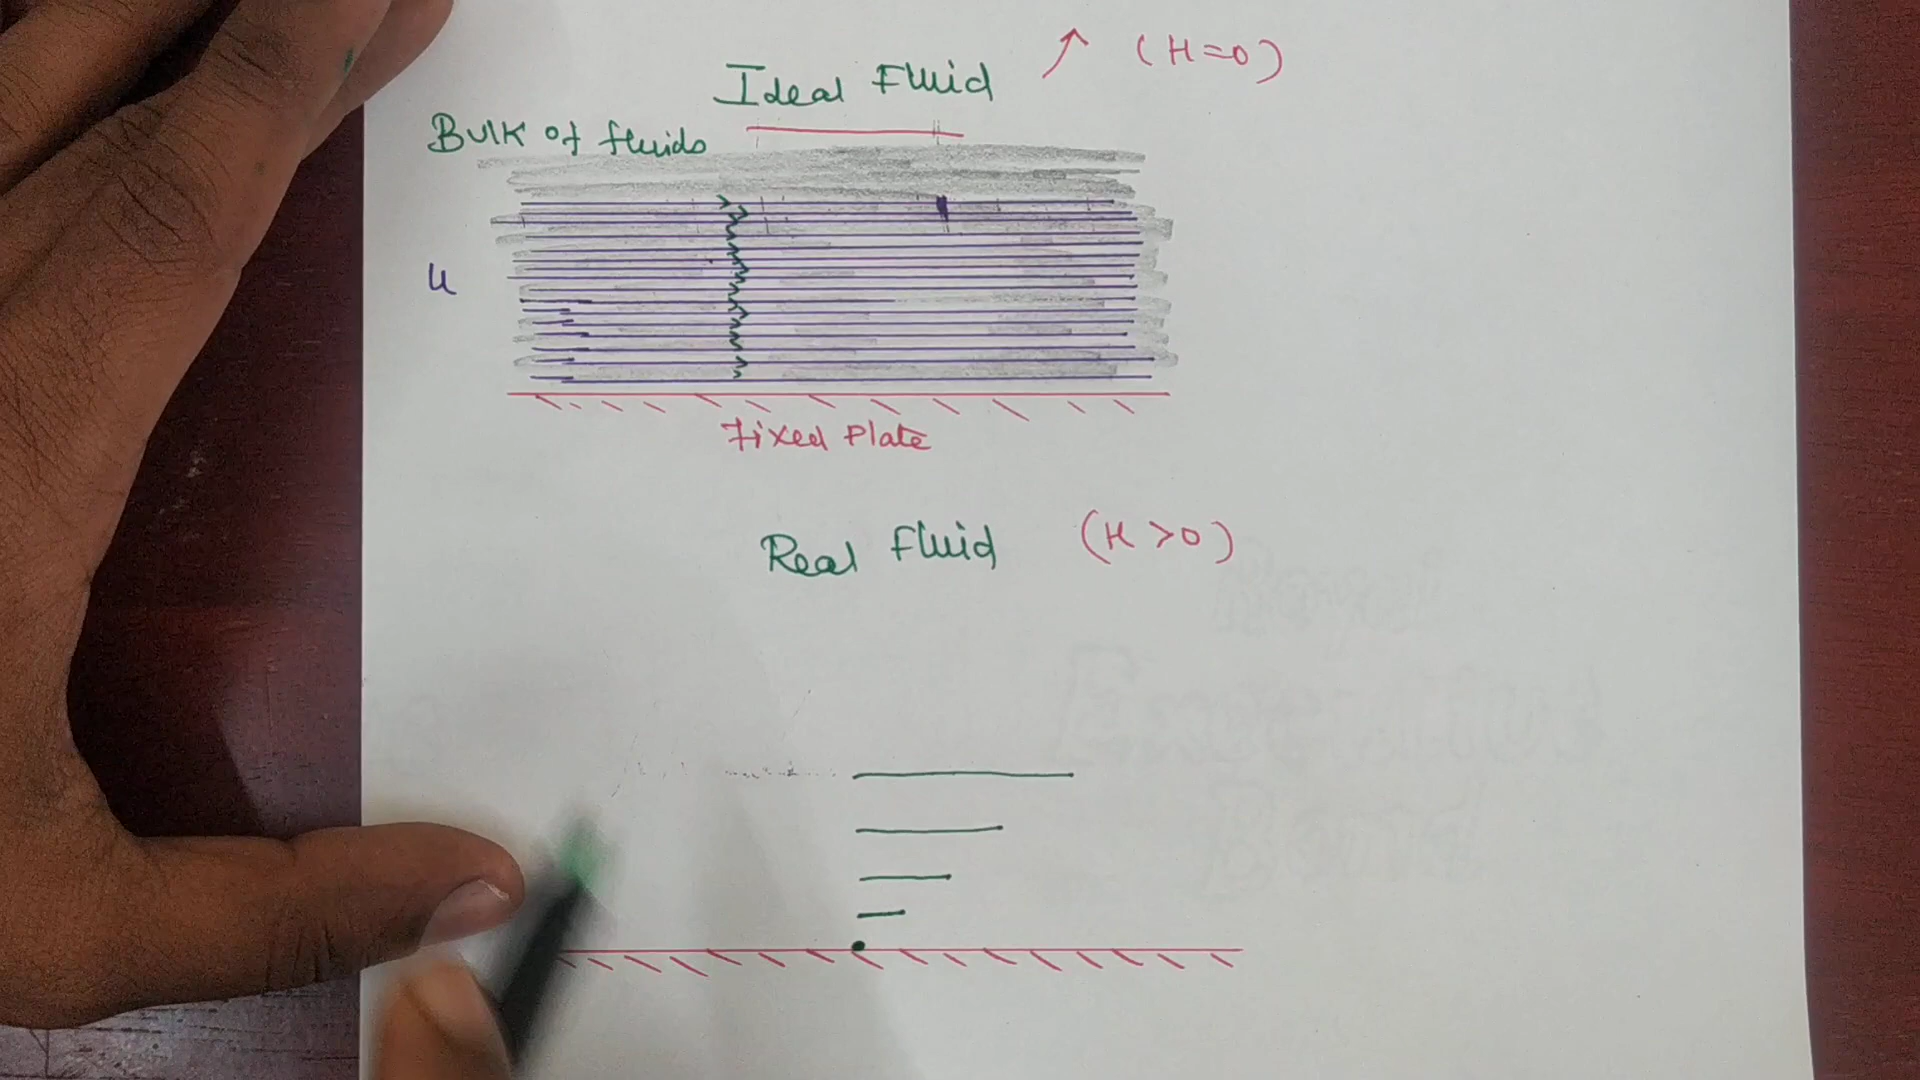 Ideal Fluid (μ=0)
Bulk of fluids
u
Fixed Plate
Real Fluid (μ>0)